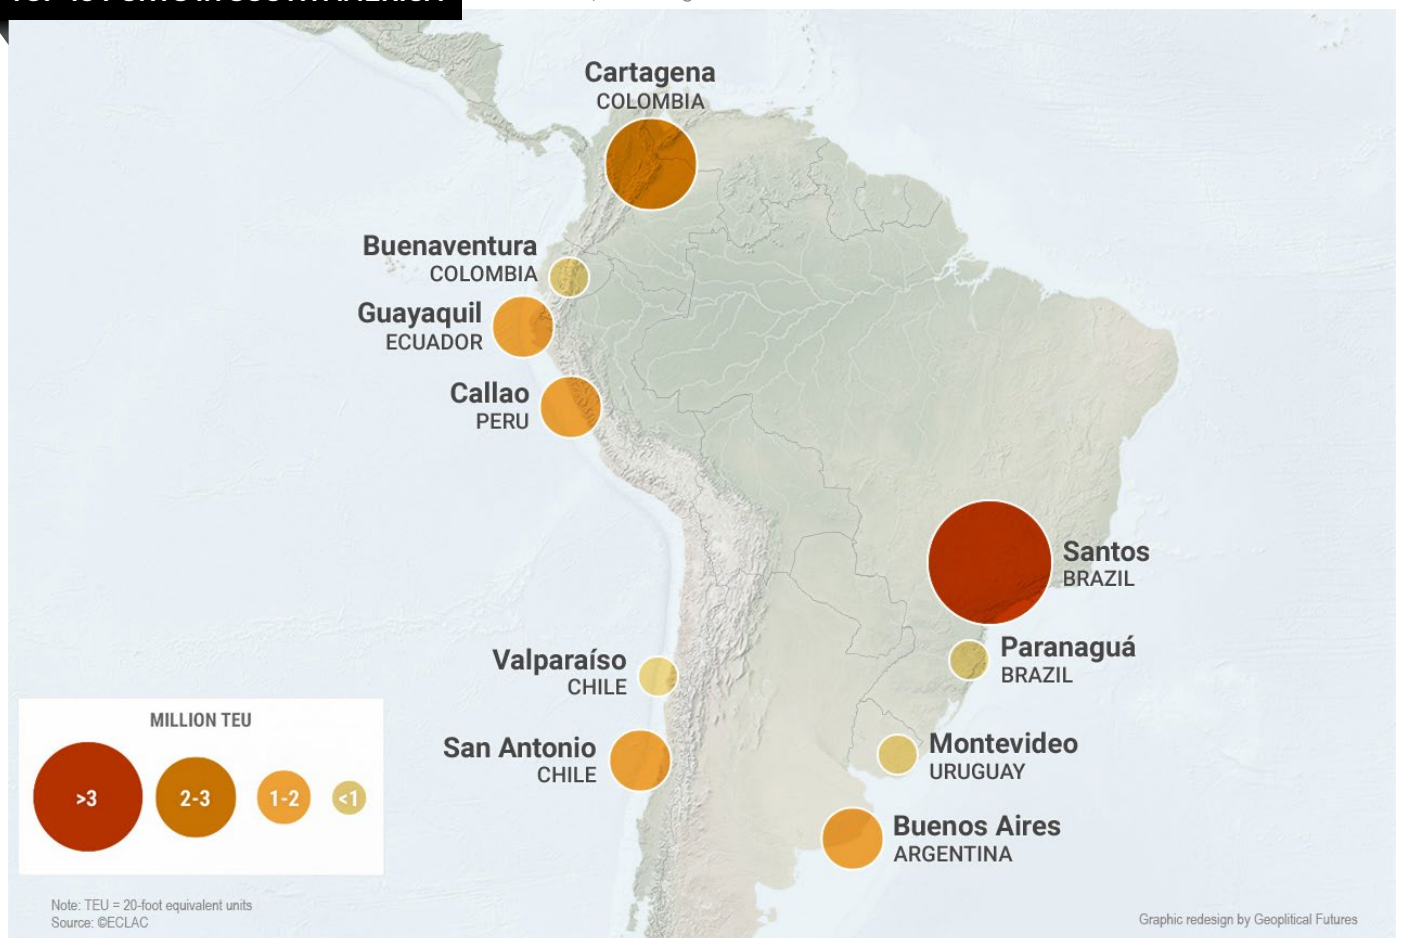 Cartagena
COLOMBIA
Buenaventura
COLOMBIA
Guayaquil
ECUADOR
Callao
PERU
Santos
BRAZIL
Paranaguá
BRAZIL
Valparaíso
CHILE
San Antonio
CHILE
Montevideo
URUGUAY
Buenos Aires
ARGENTINA
MILLION TEU
>3
2-3
1-2
<1
Note: TEU = 20-foot equivalent units
Source: ©ECLAC
Graphic redesign by Geoplitical Futures